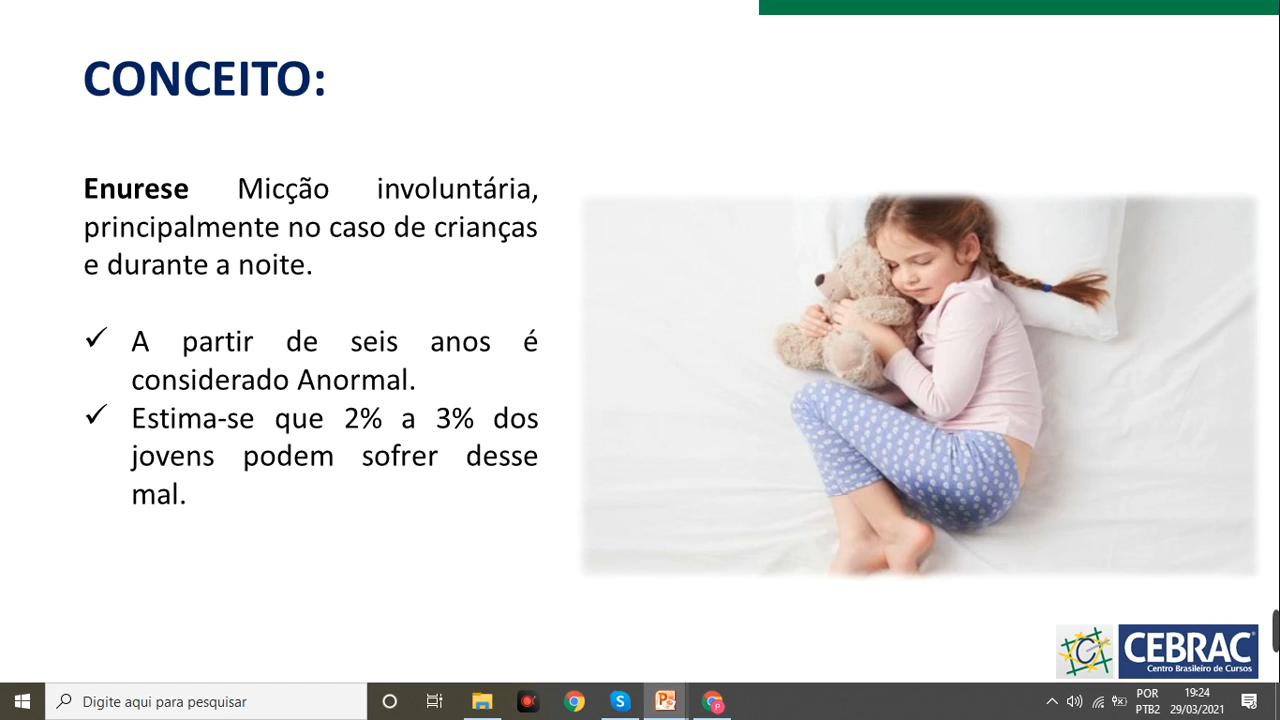 CONCEITO:
Enurese Micção involuntária,
principalmente no caso de crianças
e durante a noite.
✓ A partir de seis anos é
considerado Anormal.
✓ Estima-se que 2% a 3% dos
jovens podem sofrer desse
mal.
C CEBRAC®
Centro Brasileiro de Cursos
Digite aqui para pesquisar
POR
PTB2
19:24
29/03/2021